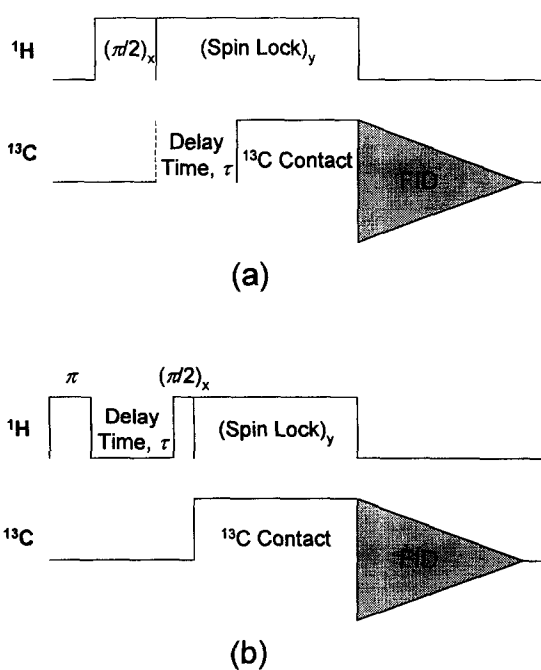 ¹H
(π/2)ₓ
(Spin Lock)y
¹³C
Delay
Time, τ
¹³C Contact
FID
(a)
π
(π/2)ₓ
¹H
Delay
Time, τ
(Spin Lock)y
¹³C
¹³C Contact
FID
(b)